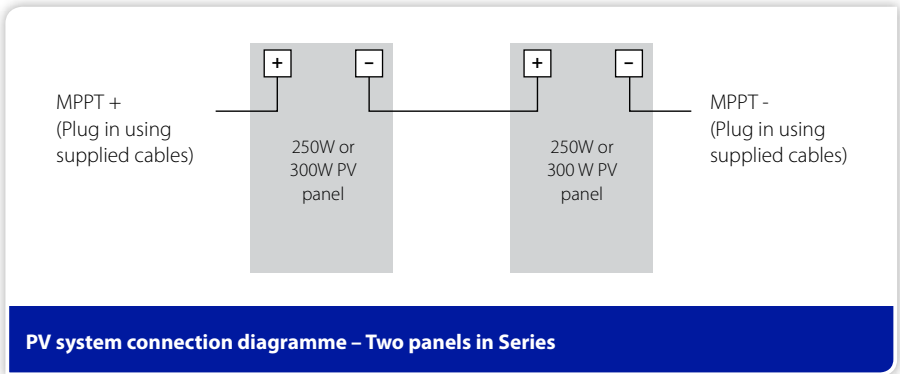 +
−
+
−
MPPT +
(Plug in using
supplied cables)
250W or
300W PV
panel
250W or
300 W PV
panel
MPPT -
(Plug in using
supplied cables)
PV system connection diagramme – Two panels in Series